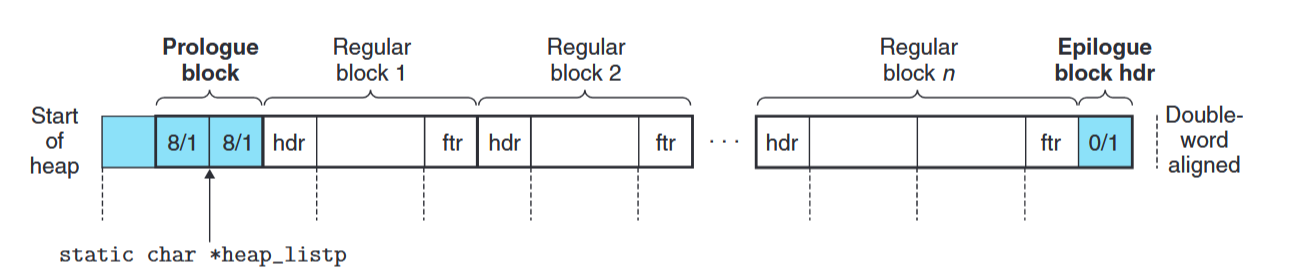 Prologue
block
Regular
block 1
Regular
block 2
Regular
block n
Epilogue
block hdr
Start
of
heap
8/1
8/1
hdr
ftr
hdr
ftr
· · ·
hdr
ftr
0/1
Double-
word
aligned
static char *heap_listp